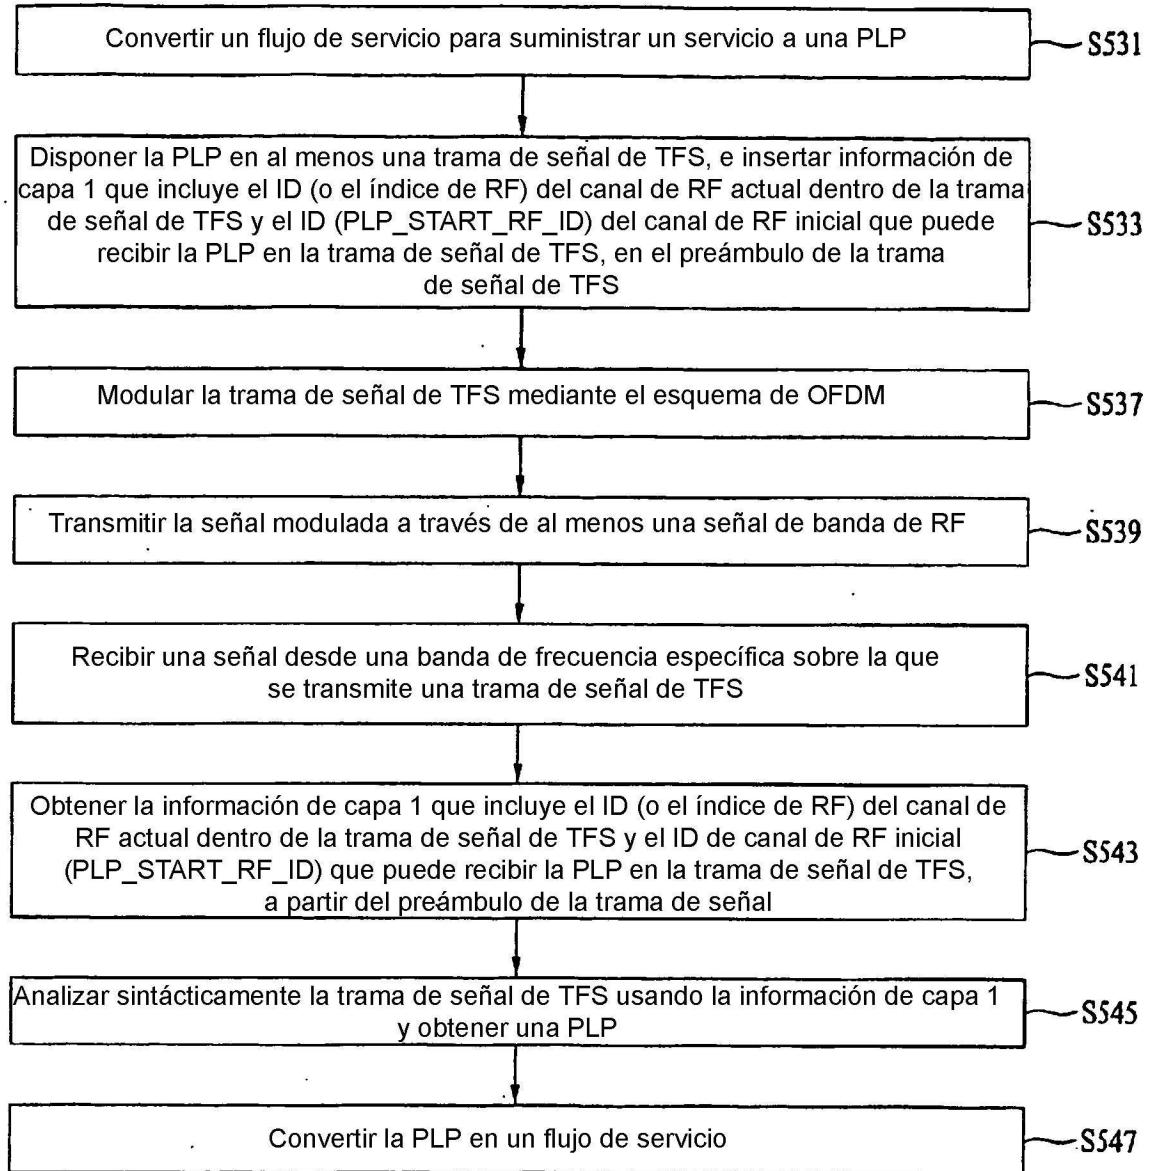 Convertir un flujo de servicio para suministrar un servicio a una PLP
S531
Disponer la PLP en al menos una trama de señal de TFS, e insertar información de
capa 1 que incluye el ID (o el índice de RF) del canal de RF actual dentro de la trama
de señal de TFS y el ID (PLP_START_RF_ID) del canal de RF inicial que puede
recibir la PLP en la trama de señal de TFS, en el preámbulo de la trama
de señal de TFS
S533
Modular la trama de señal de TFS mediante el esquema de OFDM
S537
Transmitir la señal modulada a través de al menos una señal de banda de RF
S539
Recibir una señal desde una banda de frecuencia específica sobre la que
se transmite una trama de señal de TFS
S541
Obtener la información de capa 1 que incluye el ID (o el índice de RF) del canal de
RF actual dentro de la trama de señal de TFS y el ID de canal de RF inicial
(PLP_START_RF_ID) que puede recibir la PLP en la trama de señal de TFS,
a partir del preámbulo de la trama de señal
S543
Analizar sintácticamente la trama de señal de TFS usando la información de capa 1
y obtener una PLP
S545
Convertir la PLP en un flujo de servicio
S547